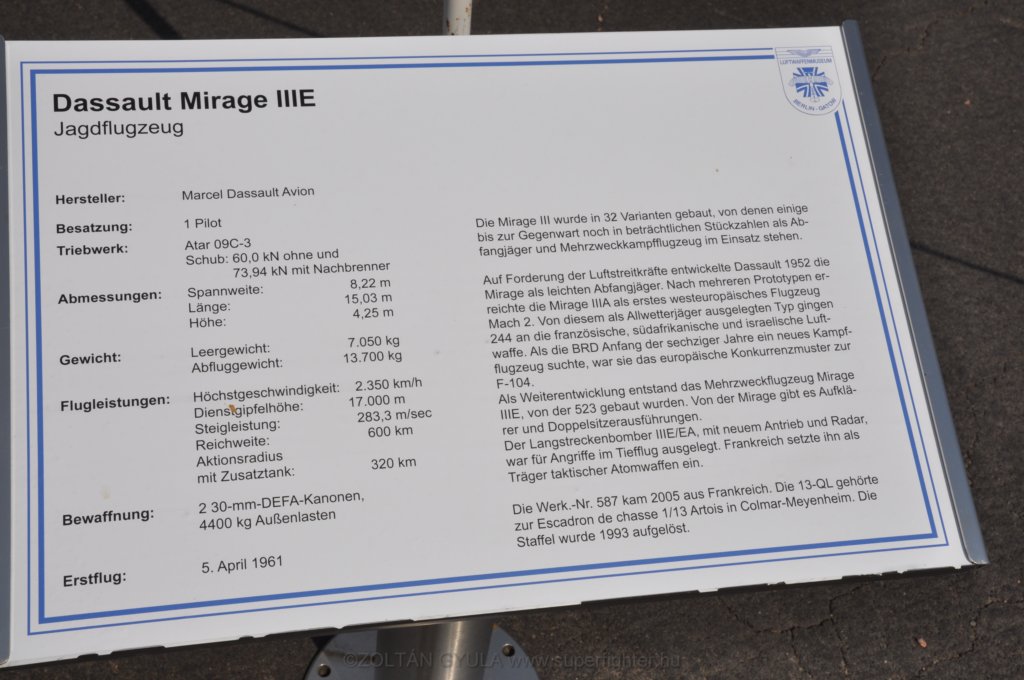 LUFTWAFFENMUSEUM
BERLIN - GATOW
Dassault Mirage IIIE
Jagdflugzeug
Hersteller: Marcel Dassault Avion
Besatzung: 1 Pilot
Triebwerk: Atar 09C-3
Schub: 60,0 kN ohne und
73,94 kN mit Nachbrenner
Abmessungen: Spannweite: 8,22 m
Länge: 15,03 m
Höhe: 4,25 m
Gewicht: Leergewicht: 7.050 kg
Abfluggewicht: 13.700 kg
Flugleistungen: Höchstgeschwindigkeit: 2.350 km/h
Dienstgipfelhöhe: 17.000 m
Steigleistung: 283,3 m/sec
Reichweite: 600 km
Aktionsradius
mit Zusatztank: 320 km
Bewaffnung: 2 30-mm-DEFA-Kanonen,
4400 kg Außenlasten
Erstflug: 5. April 1961
Die Mirage III wurde in 32 Varianten gebaut, von denen einige
bis zur Gegenwart noch in beträchtlichen Stückzahlen als Ab-
fangjäger und Mehrzweckkampfflugzeug im Einsatz stehen.
Auf Forderung der Luftstreitkräfte entwickelte Dassault 1952 die
Mirage als leichten Abfangjäger. Nach mehreren Prototypen er-
reichte die Mirage IIIA als erstes westeuropäisches Flugzeug
Mach 2. Von diesem als Allwetterjäger ausgelegten Typ gingen
244 an die französische, südafrikanische und israelische Luft-
waffe. Als die BRD Anfang der sechziger Jahre ein neues Kampf-
flugzeug suchte, war sie das europäische Konkurrenzmuster zur
F-104.
Als Weiterentwicklung entstand das Mehrzweckflugzeug Mirage
IIIE, von der 523 gebaut wurden. Von der Mirage gibt es Aufklä-
rer und Doppelsitzerausführungen.
Der Langstreckenbomber IIIE/EA, mit neuem Antrieb und Radar,
war für Angriffe im Tiefflug ausgelegt. Frankreich setzte ihn als
Träger taktischer Atomwaffen ein.
Die Werk.-Nr. 587 kam 2005 aus Frankreich. Die 13-QL gehörte
zur Escadron de chasse 1/13 Artois in Colmar-Meyenheim. Die
Staffel wurde 1993 aufgelöst.
©ZOLTÁN GYULA www.superfighter.hu